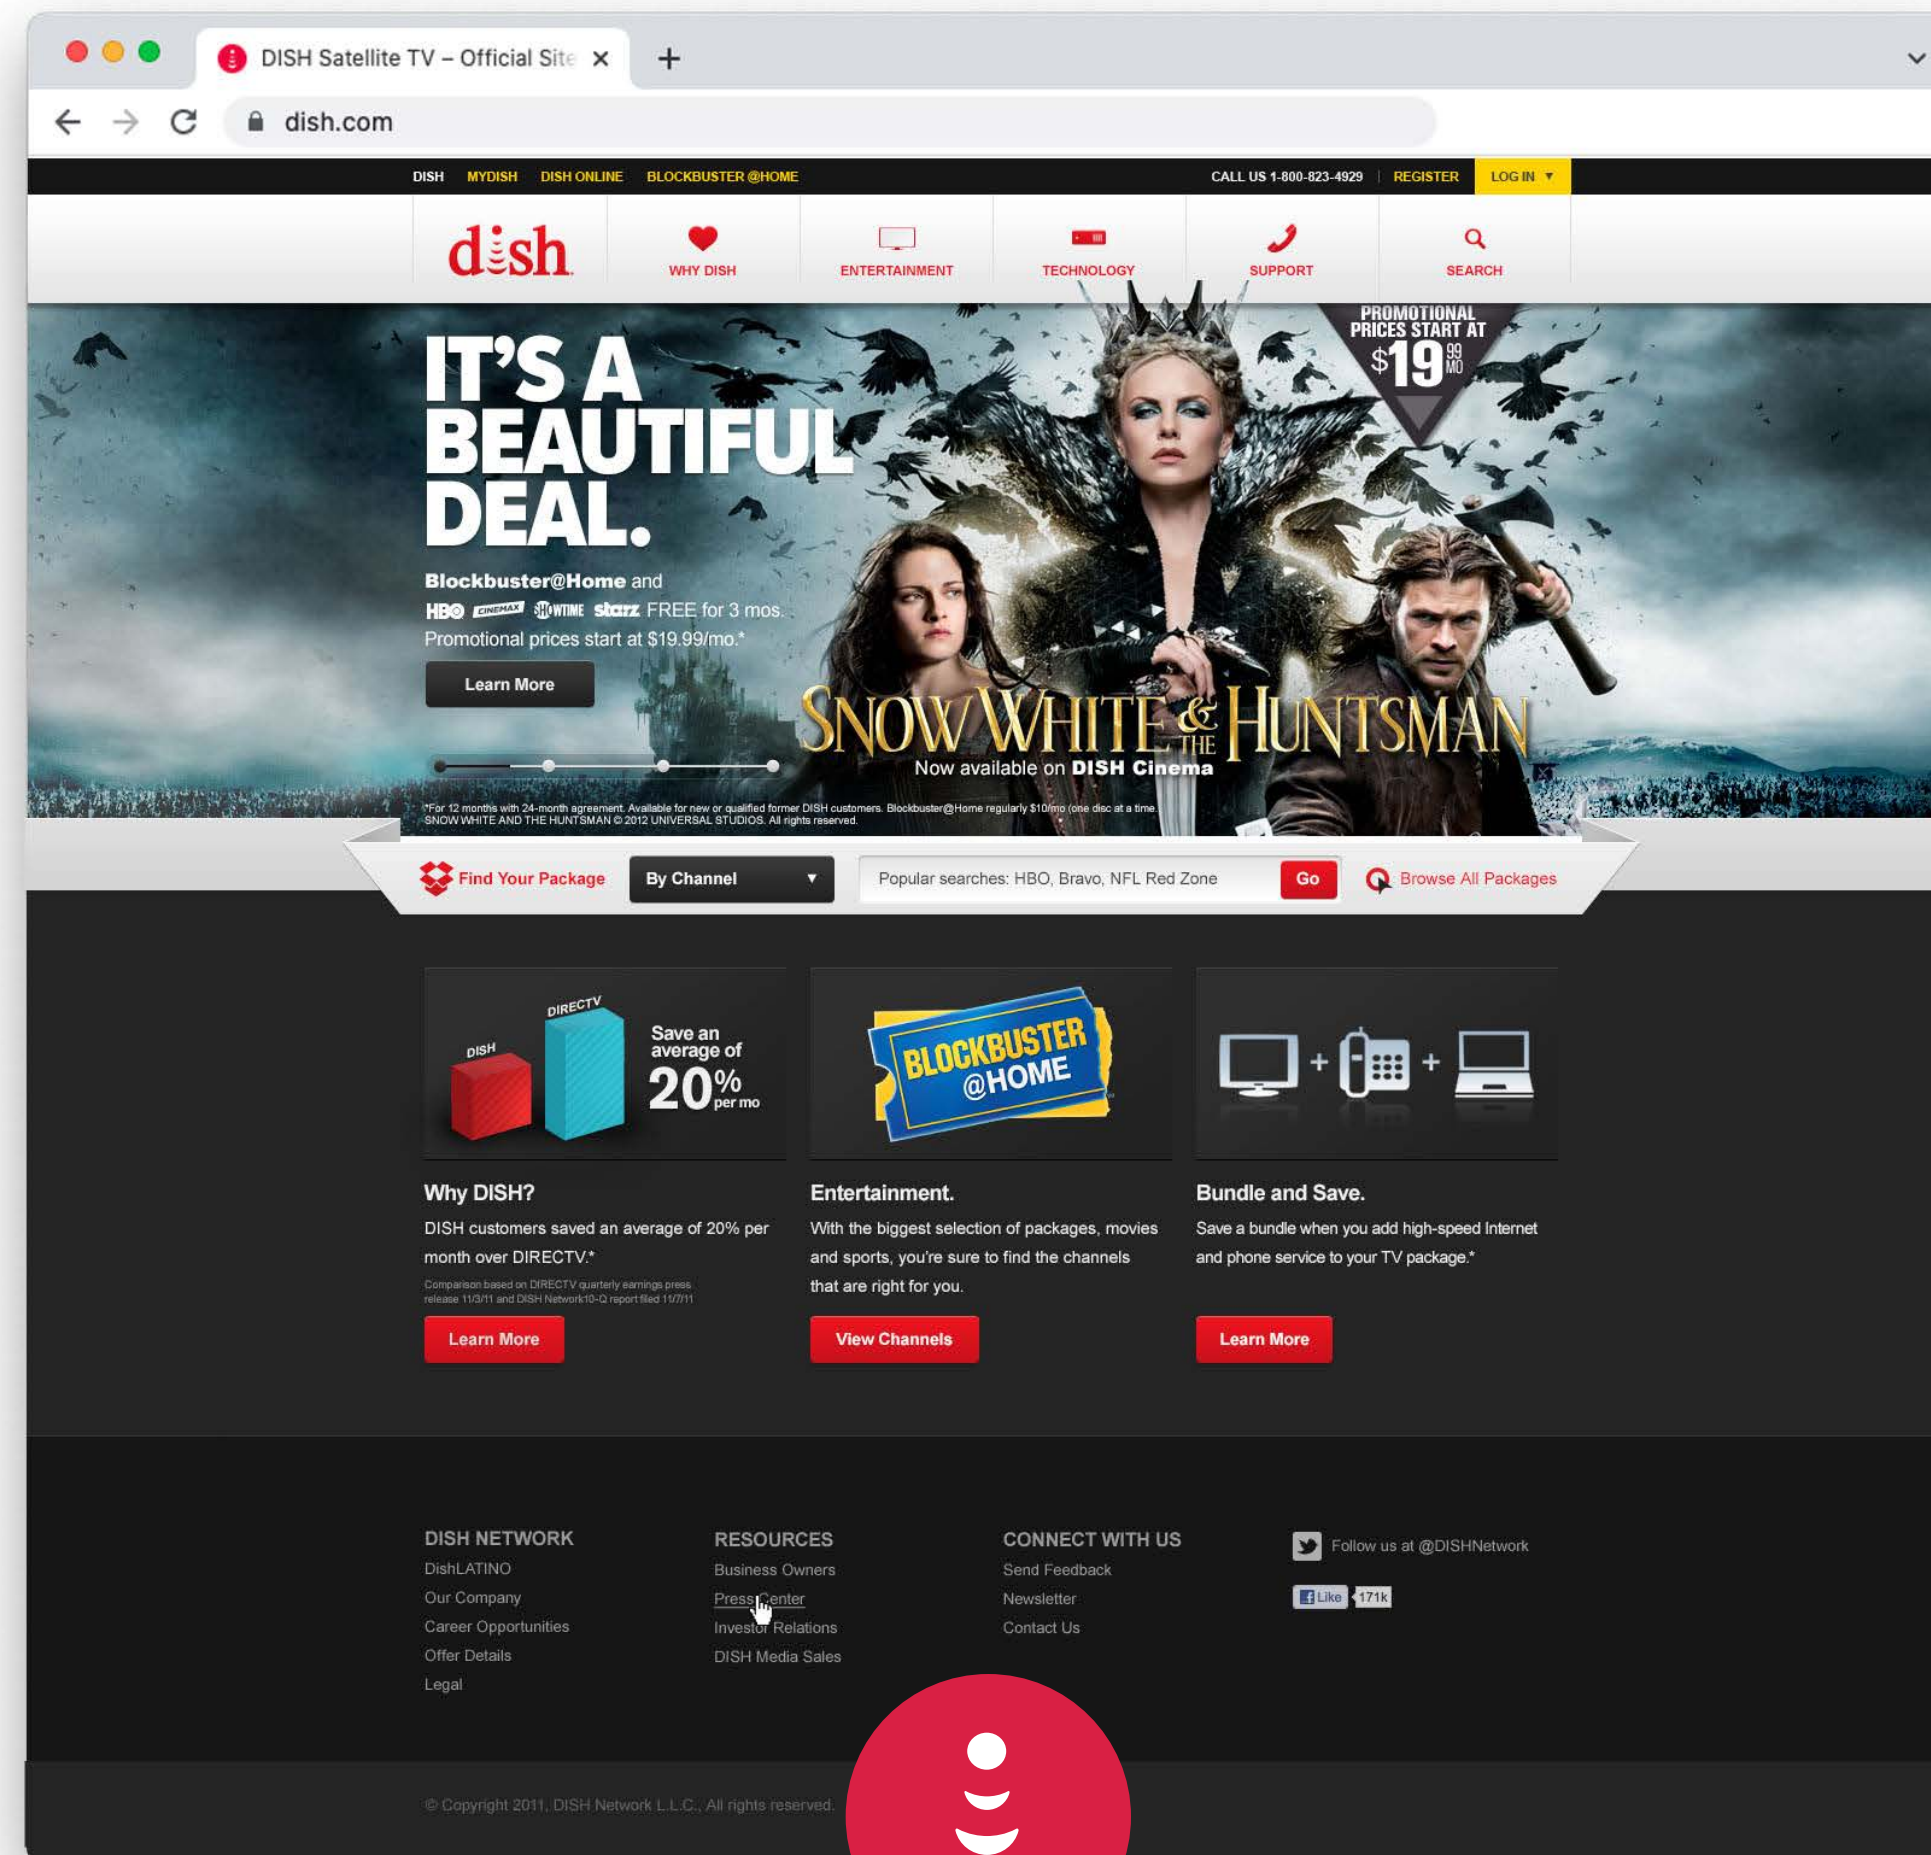 DISH Satellite TV – Official Site
dish.com
DISH MYDISH DISH ONLINE BLOCKBUSTER @HOME CALL US 1-800-823-4929 REGISTER LOG IN
dish
WHY DISH ENTERTAINMENT TECHNOLOGY SUPPORT SEARCH
IT'S A
BEAUTIFUL
DEAL.
PROMOTIONAL
PRICES START AT
$19 99 MO
Blockbuster@Home and
HBO CINEMAX SHOWTIME starz FREE for 3 mos.
Promotional prices start at $19.99/mo.*
Learn More
SNOW WHITE & THE HUNTSMAN
Now available on DISH Cinema
*For 12 months with 24-month agreement. Available for new or qualified former DISH customers. Blockbuster@Home regularly $10/mo (one disc at a time.
SNOW WHITE AND THE HUNTSMAN © 2012 UNIVERSAL STUDIOS. All rights reserved.
Find Your Package By Channel Popular searches: HBO, Bravo, NFL Red Zone Go Browse All Packages
DISH
DIRECTV
Save an
average of
20% per mo
BLOCKBUSTER
@HOME
Why DISH?
DISH customers saved an average of 20% per
month over DIRECTV.*
Comparison based on DIRECTV quarterly earnings press
release 11/3/11 and DISH Network10-Q report filed 11/7/11
Learn More
Entertainment.
With the biggest selection of packages, movies
and sports, you're sure to find the channels
that are right for you.
View Channels
Bundle and Save.
Save a bundle when you add high-speed Internet
and phone service to your TV package.*
Learn More
DISH NETWORK
DishLATINO
Our Company
Career Opportunities
Offer Details
Legal
RESOURCES
Business Owners
Press Center
Investor Relations
DISH Media Sales
CONNECT WITH US
Send Feedback
Newsletter
Contact Us
Follow us at @DISHNetwork
Like 171k
© Copyright 2011, DISH Network L.L.C., All rights reserved.